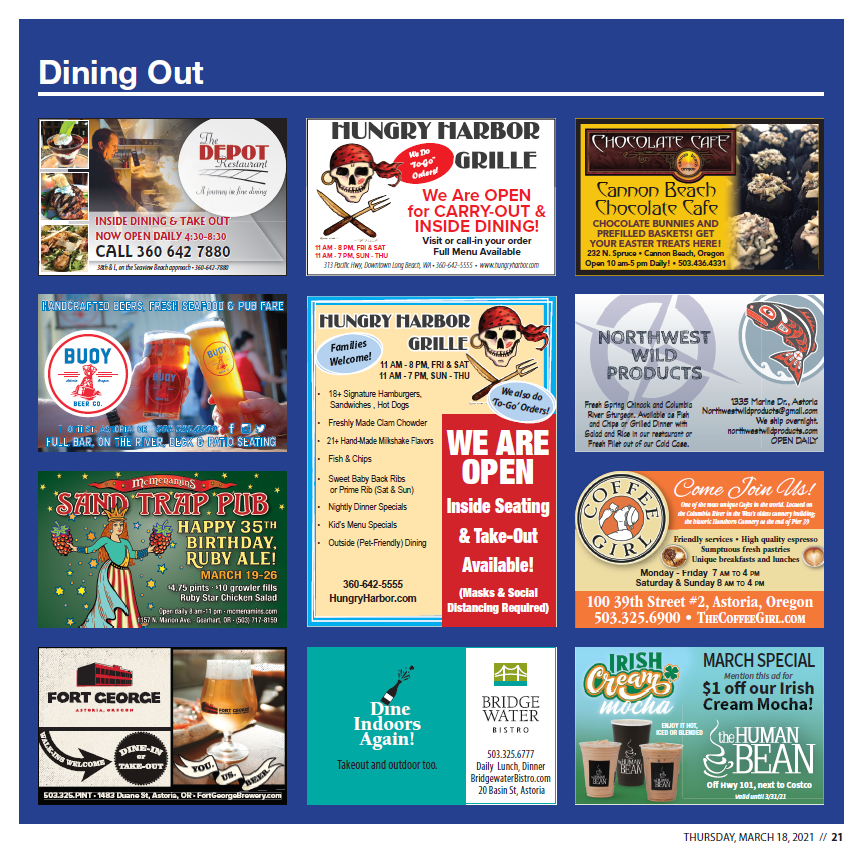 Dining Out
The
DEPOT
Restaurant
A journey in fine dining
INSIDE DINING & TAKE OUT
NOW OPEN DAILY 4:30-8:30
CALL 360 642 7880
38th & L, on the Seaview Beach approach • 360-642-7880
HUNGRY HARBOR
GRILLE
We Do
"To-Go"
Orders!
We Are OPEN
for CARRY-OUT &
INSIDE DINING!
Visit or call-in your order
Full Menu Available
11 AM - 8 PM, FRI & SAT
11 AM - 7 PM, SUN - THU
313 Pacific Hwy, Downtown Long Beach, WA • 360-642-5555 • www.hungryharbor.com
CHOCOLATE CAFE
Cannon Beach
Chocolate Cafe
CHOCOLATE BUNNIES AND
PREFILLED BASKETS! GET
YOUR EASTER TREATS HERE!
232 N. Spruce • Cannon Beach, Oregon
Open 10 am-5 pm Daily! • 503.436.4331
HANDCRAFTED BEERS, FRESH SEAFOOD & PUB FARE
BUOY
Astoria Oregon
BEER CO.
BUOY
BUOY
FULL BAR, ON THE RIVER, DECK & PATIO SEATING
HUNGRY HARBOR
GRILLE
Families
Welcome!
11 AM - 8 PM, FRI & SAT
11 AM - 7 PM, SUN - THU
We also do
'To-Go' Orders!
• 18+ Signature Hamburgers,
Sandwiches , Hot Dogs
• Freshly Made Clam Chowder
• 21+ Hand-Made Milkshake Flavors
• Fish & Chips
• Sweet Baby Back Ribs
or Prime Rib (Sat & Sun)
• Nightly Dinner Specials
• Kid's Menu Specials
• Outside (Pet-Friendly) Dining
360-642-5555
HungryHarbor.com
WE ARE
OPEN
Inside Seating
& Take-Out
Available!
(Masks & Social
Distancing Required)
NORTHWEST
WILD
PRODUCTS
Fresh Spring Chinook and Columbia
River Sturgeon. Available as Fish
and Chips or Grilled Dinner with
Salad and Rice in our restaurant or
Fresh Filet out of our Cold Case.
1335 Marine Dr., Astoria
Northwestwildproducts@gmail.com
We ship overnight.
northwestwildproducts.com
OPEN DAILY
McMenamins
SAND TRAP PUB
HAPPY 35TH
BIRTHDAY,
RUBY ALE!
MARCH 19-26
$4.75 pints · $10 growler fills
Ruby Star Chicken Salad
Open daily 8 am-11 pm · mcmenamins.com
1157 N. Marion Ave. · Gearhart, OR · (503) 717-8159
COFFEE
GIRL
Come Join Us!
One of the most unique Cafés in the world. Located on
the Columbia River in the West's oldest cannery building;
the historic Hanthorn Cannery at the end of Pier 39
Friendly services • High quality espresso
Sumptuous fresh pastries
Unique breakfasts and lunches
Monday - Friday 7 AM TO 4 PM
Saturday & Sunday 8 AM TO 4 PM
100 39th Street #2, Astoria, Oregon
503.325.6900 • THECOFFEEGIRL.COM
FORT GEORGE
ASTORIA, OREGON
WALK-INS WELCOME
DINE-IN
or
TAKE-OUT
FORT GEORGE
YOU. US. BEER.
503.325.PINT • 1483 Duane St, Astoria, OR • FortGeorgeBrewery.com
Dine
Indoors
Again!
Takeout and outdoor too.
BRIDGE
WATER
BISTRO
503.325.6777
Daily Lunch, Dinner
BridgewaterBistro.com
20 Basin St, Astoria
IRISH
Cream
mocha
ENJOY IT HOT,
ICED OR BLENDED
MARCH SPECIAL
Mention this ad for
$1 off our Irish
Cream Mocha!
the HUMAN
BEAN
Off Hwy 101, next to Costco
Valid until 3/31/21
THURSDAY, MARCH 18, 2021 // 21